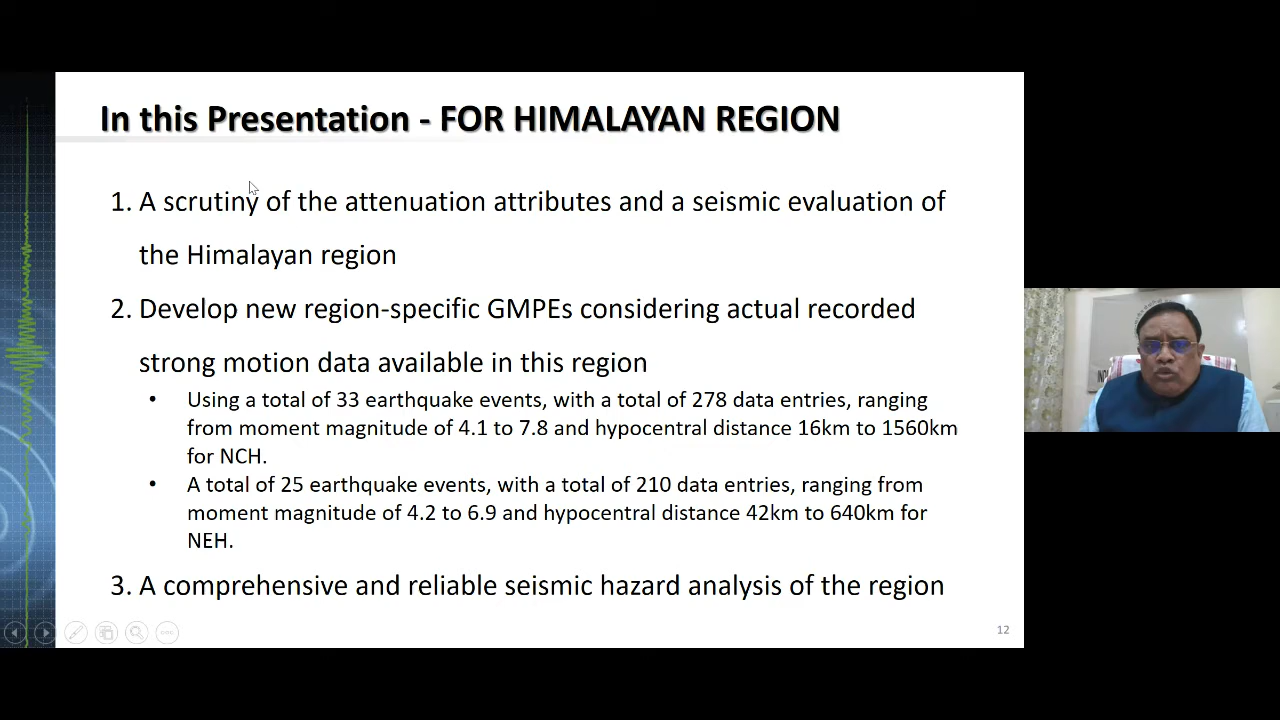 In this Presentation - FOR HIMALAYAN REGION
1. A scrutiny of the attenuation attributes and a seismic evaluation of
the Himalayan region
2. Develop new region-specific GMPEs considering actual recorded
strong motion data available in this region
• Using a total of 33 earthquake events, with a total of 278 data entries, ranging
from moment magnitude of 4.1 to 7.8 and hypocentral distance 16km to 1560km
for NCH.
• A total of 25 earthquake events, with a total of 210 data entries, ranging from
moment magnitude of 4.2 to 6.9 and hypocentral distance 42km to 640km for
NEH.
3. A comprehensive and reliable seismic hazard analysis of the region
12